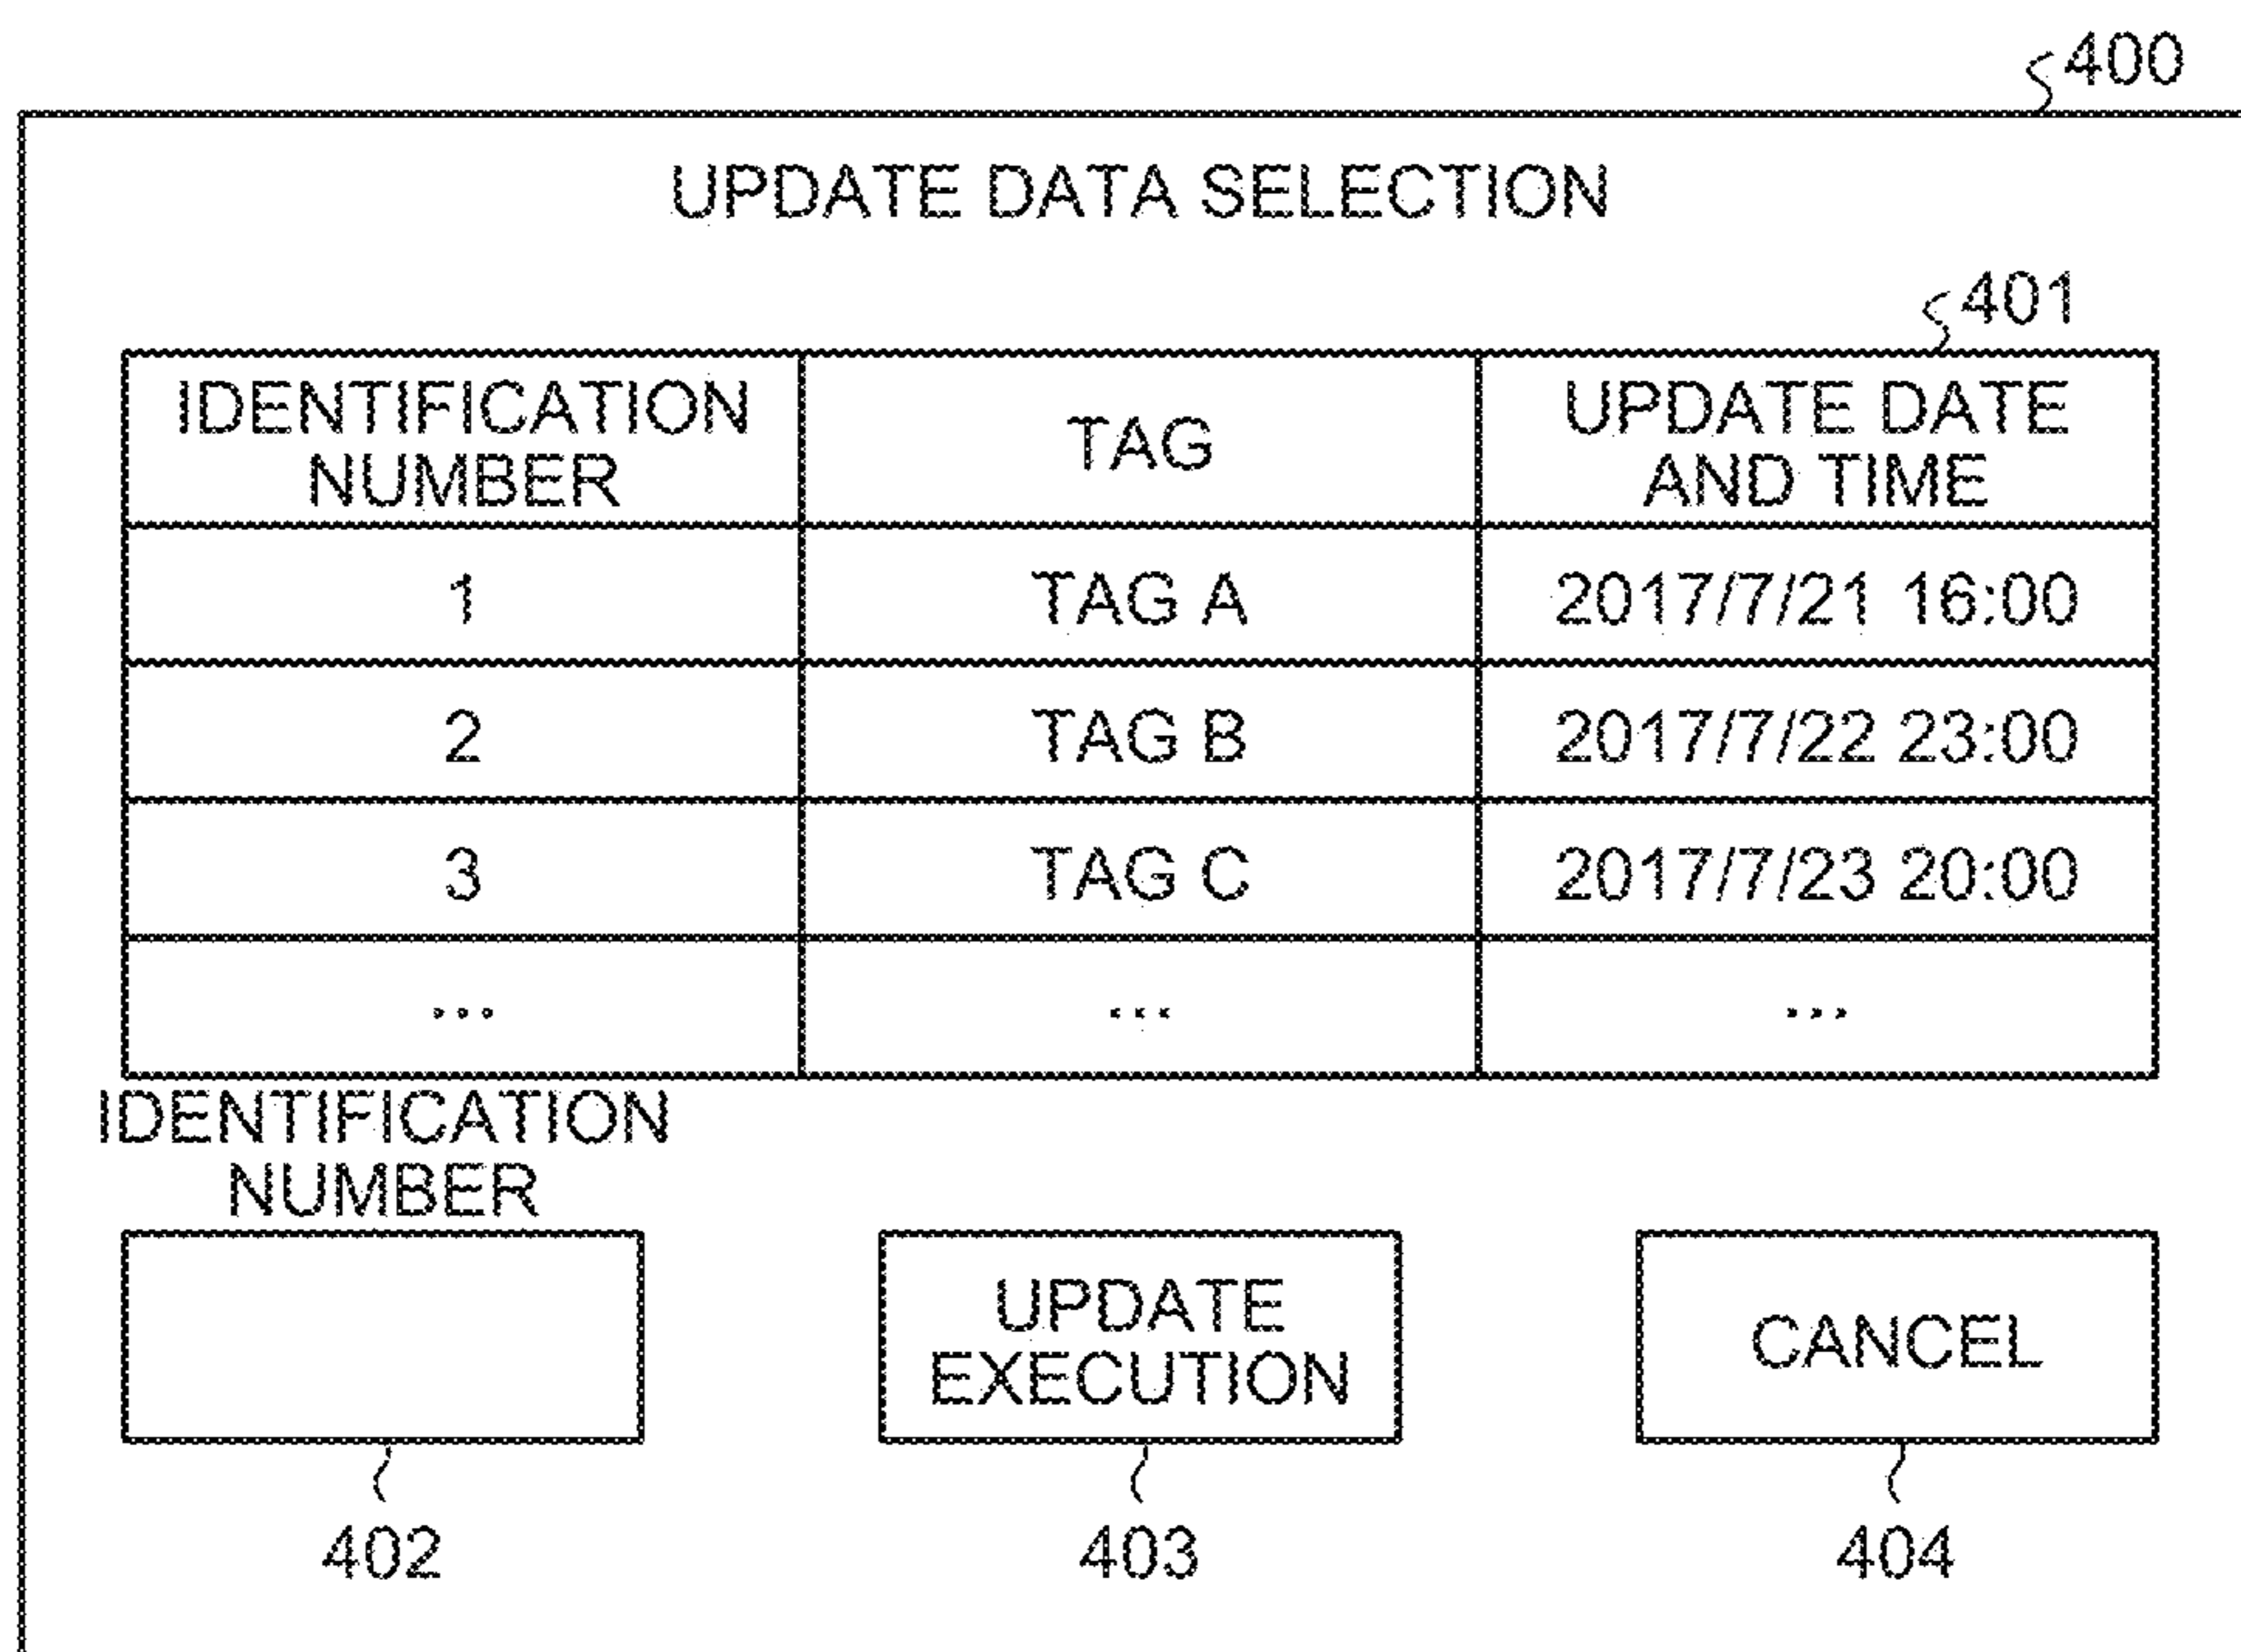 400
UPDATE DATA SELECTION
401
IDENTIFICATION NUMBER TAG UPDATE DATE AND TIME
1 TAG A 2017/7/21 16:00
2 TAG B 2017/7/22 23:00
3 TAG C 2017/7/23 20:00
... ... ...
IDENTIFICATION
NUMBER
UPDATE
EXECUTION
CANCEL
402 403 404